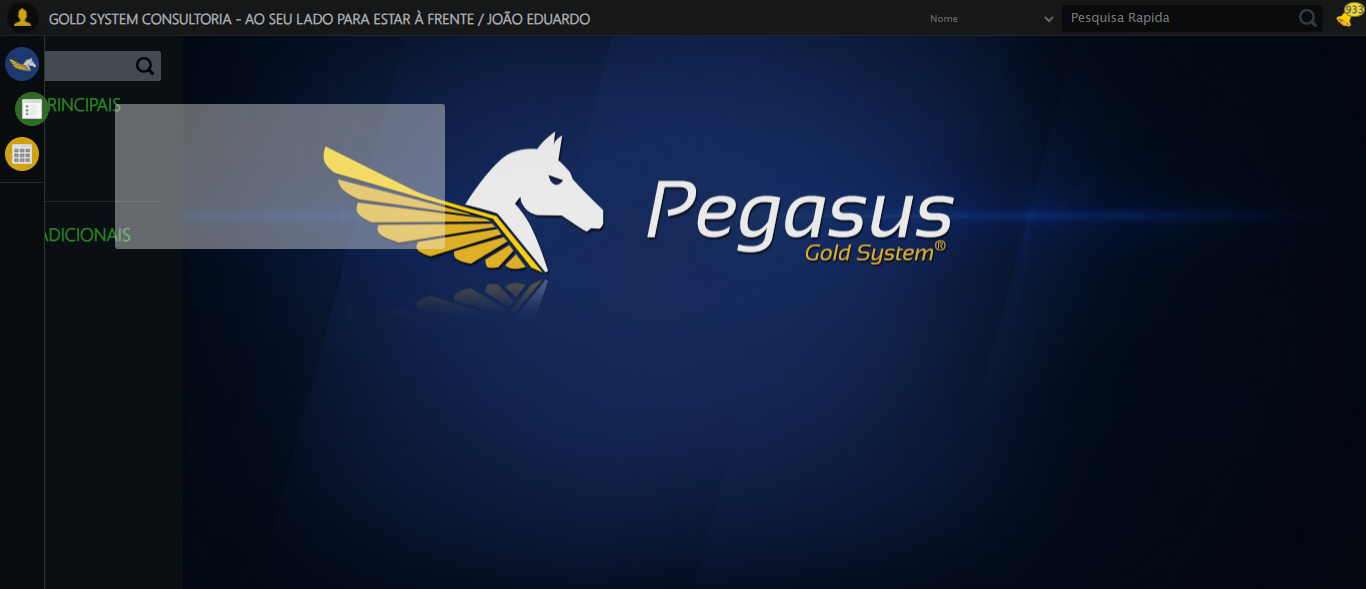 GOLD SYSTEM CONSULTORIA - AO SEU LADO PARA ESTAR À FRENTE / JOÃO EDUARDO
Nome
Pesquisa Rapida
933
RINCIPAIS
ADICIONAIS
Pegasus
Gold System®